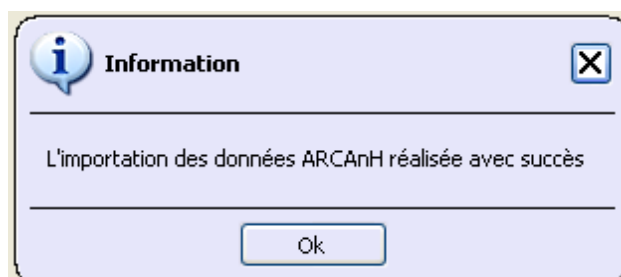 Information
L'importation des données ARCAnH réalisée avec succès
Ok